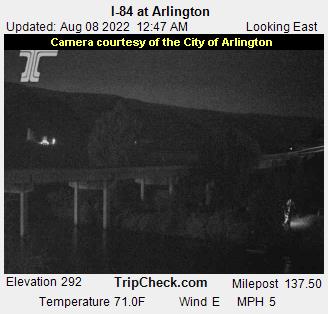 I-84 at Arlington
Updated: Aug 08 2022 12:47 AM Looking East
Camera courtesy of the City of Arlington
Elevation 292 TripCheck.com Milepost 137.50
Temperature 71.0F Wind E MPH 5